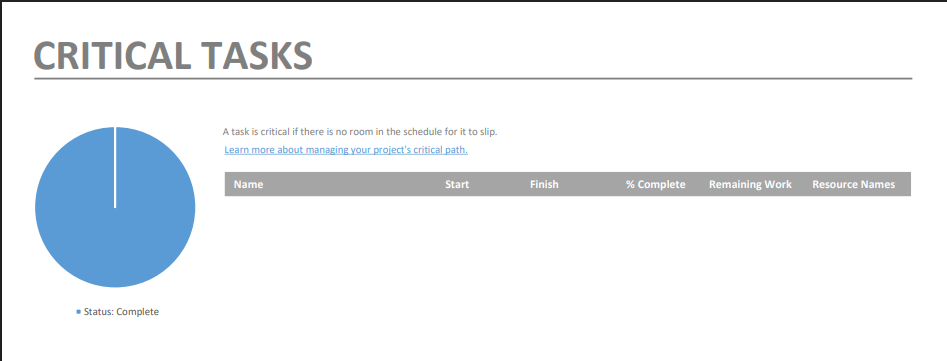 CRITICAL TASKS
A task is critical if there is no room in the schedule for it to slip.
Learn more about managing your project's critical path.
Name Start Finish % Complete Remaining Work Resource Names
Status: Complete